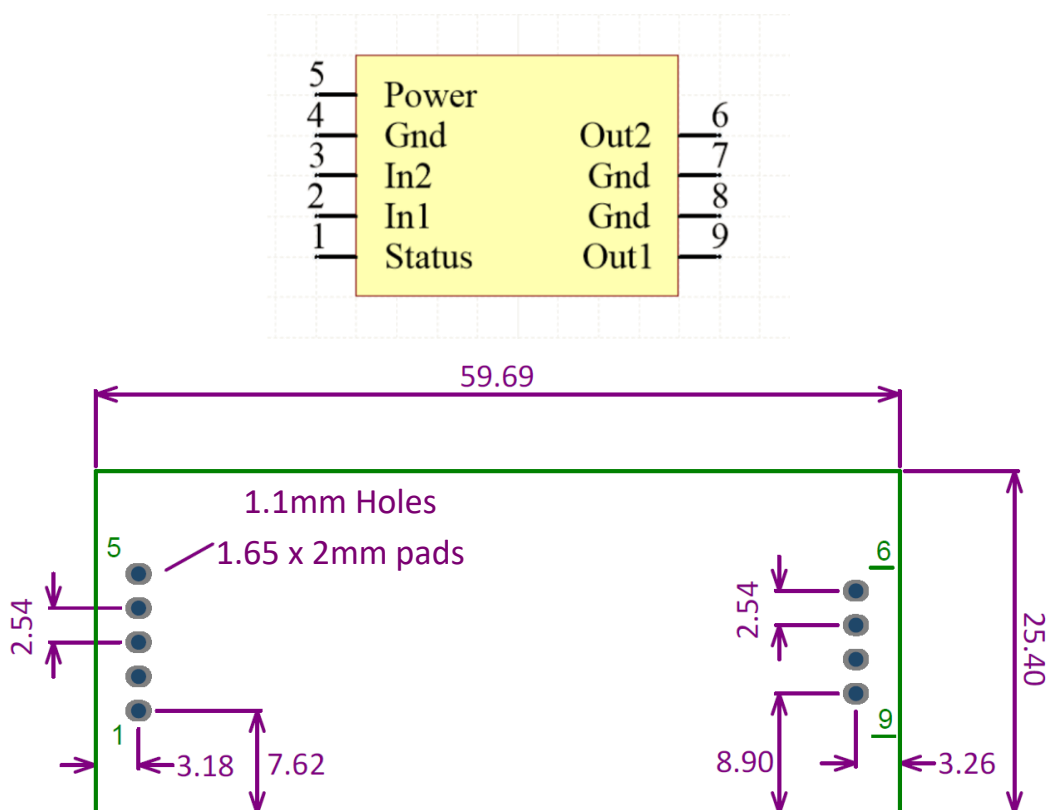 5
Power
4
Gnd
3
In2
2
In1
1
Status
6
Out2
7
Gnd
8
Gnd
9
Out1
59.69
1.1mm Holes
1.65 x 2mm pads
5
6
2.54
2.54
25.40
1
9
3.18
7.62
8.90
3.26